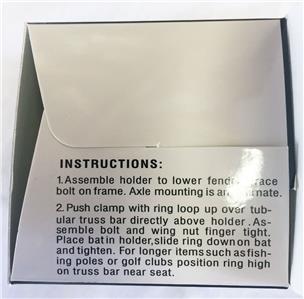 INSTRUCTIONS:
1.Assemble holder to lower fender brace
bolt on frame. Axle mounting is an nate.
2. Push clamp with ring loop up over tub-
ular truss bar directly above holder. As-
semble bolt and wing nut finger tight.
Place bat in holder, slide ring down on bat
and tighten. For longer items such as fish-
ing poles or golf clubs position ring high
on truss bar near seat.